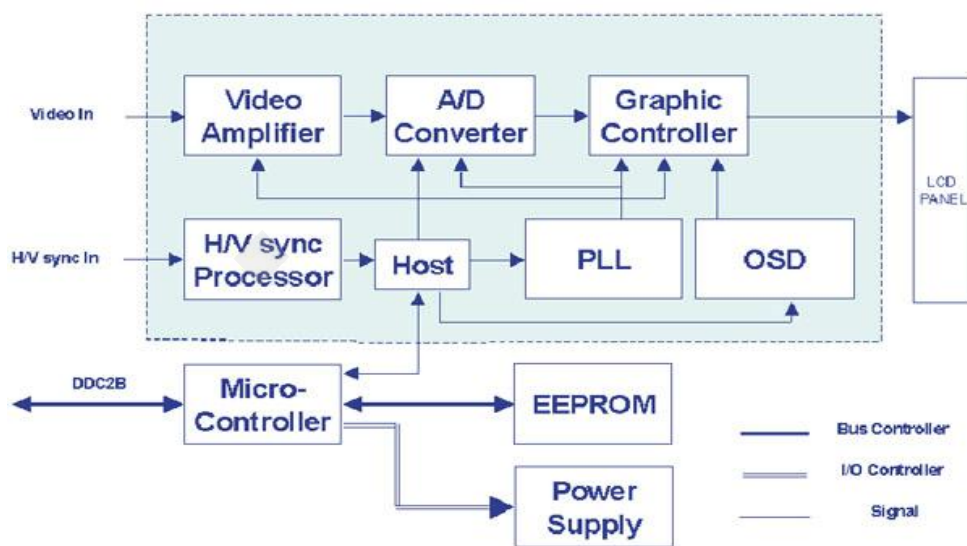 Video In
Video
Amplifier
A/D
Converter
Graphic
Controller
LCD
PANEL
H/V sync In
H/V sync
Processor
Host
PLL
OSD
DDC2B
Micro-
Controller
EEPROM
Power
Supply
Bus Controller
I/O Controller
Signal